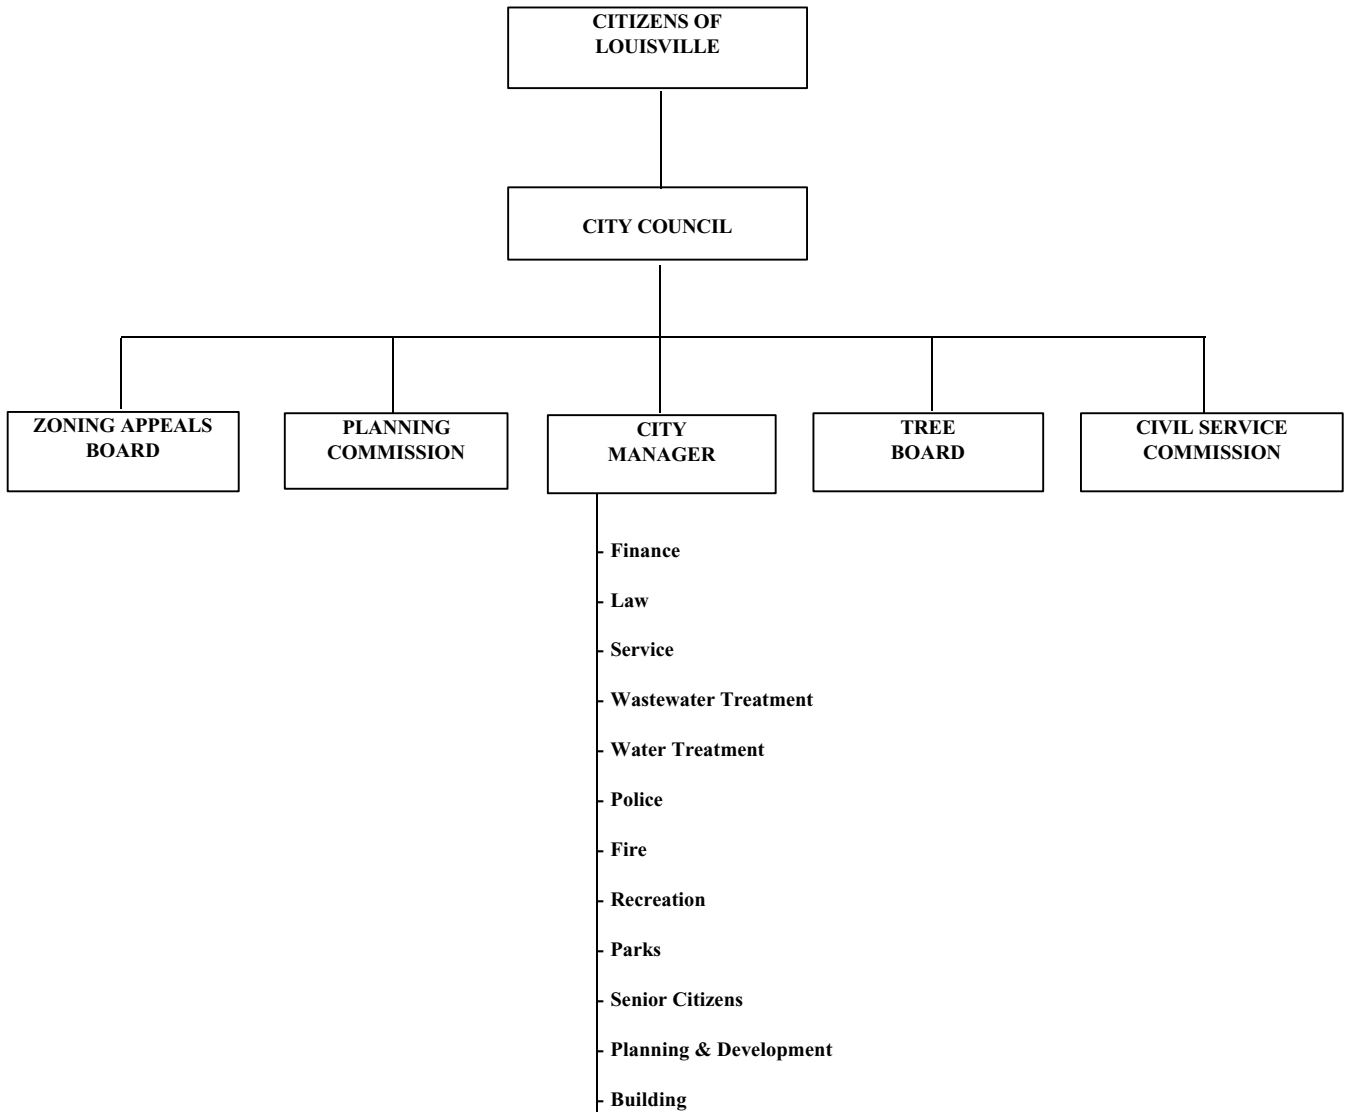 CITIZENS OF
LOUISVILLE
CITY COUNCIL
ZONING APPEALS
BOARD
PLANNING
COMMISSION
CITY
MANAGER
TREE
BOARD
CIVIL SERVICE
COMMISSION
- Finance
- Law
- Service
- Wastewater Treatment
- Water Treatment
- Police
- Fire
- Recreation
- Parks
- Senior Citizens
- Planning & Development
- Building